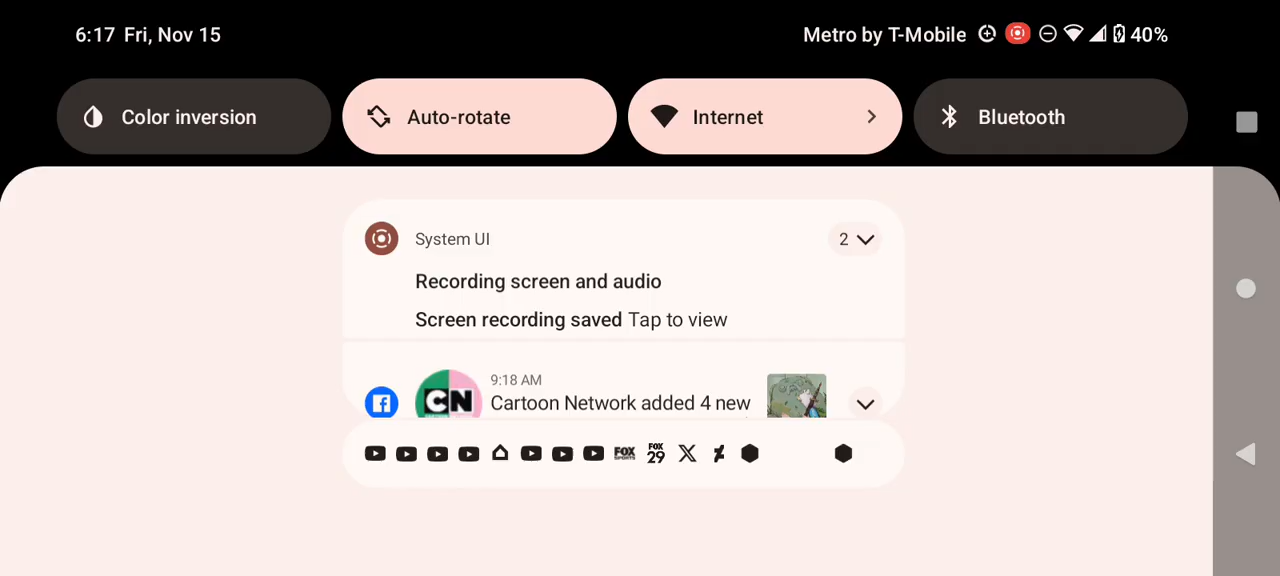 6:17 Fri, Nov 15
Metro by T-Mobile 40%
Color inversion
Auto-rotate
Internet
Bluetooth
System UI
2
Recording screen and audio
Screen recording saved Tap to view
9:18 AM
CN
Cartoon Network added 4 new
FOX SPORTS
FOX 29